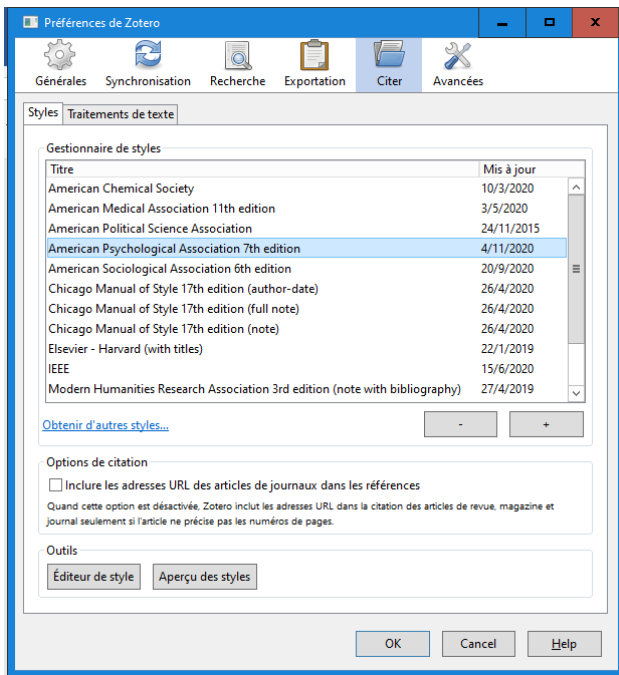 Préférences de Zotero
Générales Synchronisation Recherche Exportation Citer Avancées
Styles Traitements de texte
Gestionnaire de styles
Titre Mis à jour
American Chemical Society 10/3/2020
American Medical Association 11th edition 3/5/2020
American Political Science Association 24/11/2015
American Psychological Association 7th edition 4/11/2020
American Sociological Association 6th edition 20/9/2020
Chicago Manual of Style 17th edition (author-date) 26/4/2020
Chicago Manual of Style 17th edition (full note) 26/4/2020
Chicago Manual of Style 17th edition (note) 26/4/2020
Elsevier - Harvard (with titles) 22/1/2019
IEEE 15/6/2020
Modern Humanities Research Association 3rd edition (note with bibliography) 27/4/2019
Obtenir d'autres styles... - +
Options de citation
Inclure les adresses URL des articles de journaux dans les références
Quand cette option est désactivée, Zotero inclut les adresses URL dans la citation des articles de revue, magazine et
journal seulement si l'article ne précise pas les numéros de pages.
Outils
Éditeur de style Aperçu des styles
OK Cancel Help